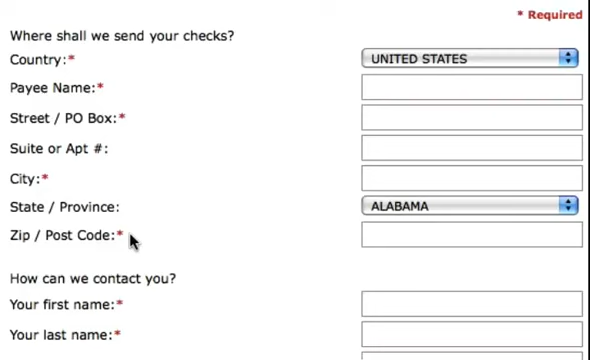 * Required
Where shall we send your checks?
Country:* UNITED STATES
Payee Name:*
Street / PO Box:*
Suite or Apt #:
City:*
State / Province: ALABAMA
Zip / Post Code:*
How can we contact you?
Your first name:*
Your last name:*